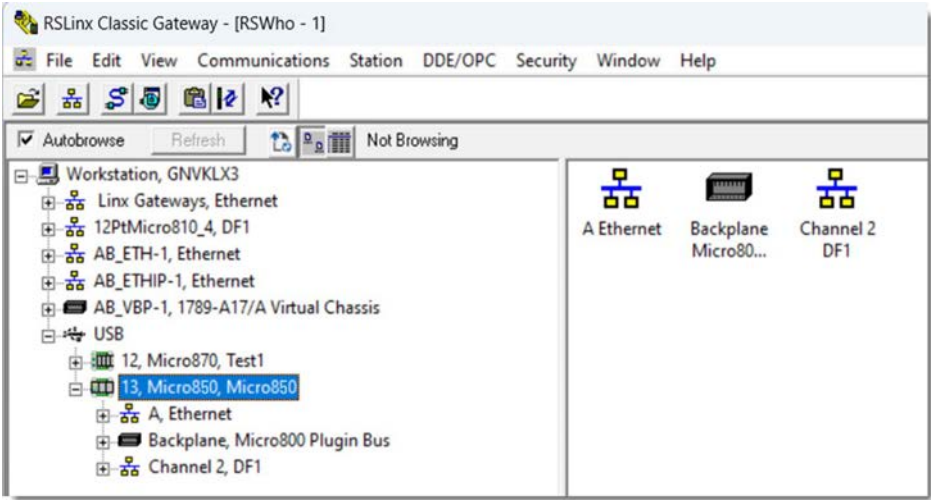 RSLinx Classic Gateway - [RSWho - 1]
File Edit View Communications Station DDE/OPC Security Window Help
Autobrowse Refresh Not Browsing
Workstation, GNVKLX3
Linx Gateways, Ethernet
12PtMicro810_4, DF1
AB_ETH-1, Ethernet
AB_ETHIP-1, Ethernet
AB_VBP-1, 1789-A17/A Virtual Chassis
USB
12, Micro870, Test1
13, Micro850, Micro850
A, Ethernet
Backplane, Micro800 Plugin Bus
Channel 2, DF1
A Ethernet
Backplane
Micro80...
Channel 2
DF1